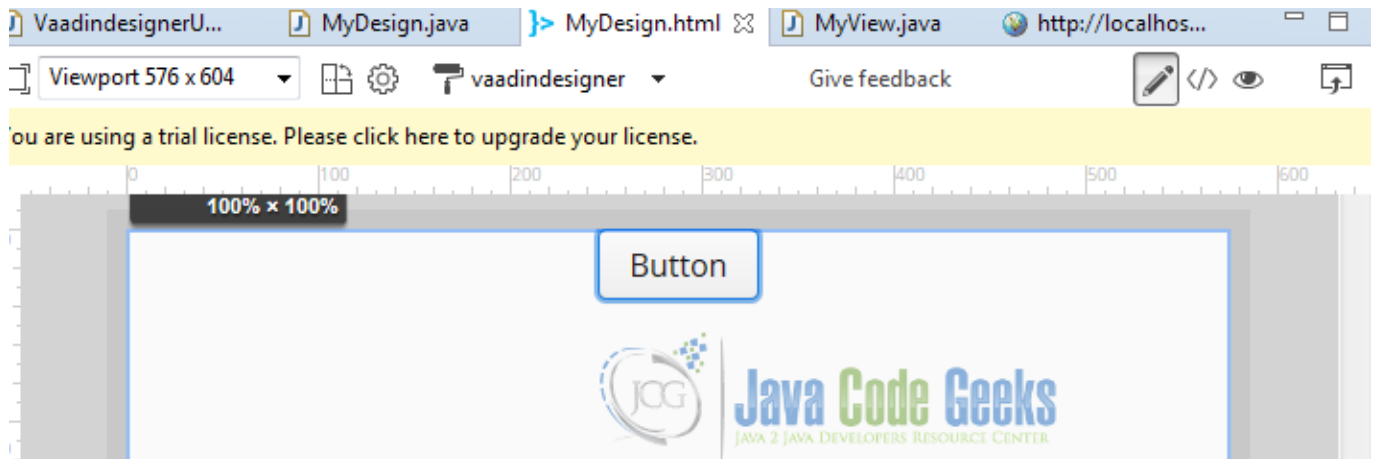 VaadindesignerU... MyDesign.java MyDesign.html MyView.java http://localhos...
Viewport 576 x 604 vaadindesigner Give feedback
ou are using a trial license. Please click here to upgrade your license.
0 100 200 300 400 500 600
100% × 100%
Button
JCG Java Code Geeks
JAVA 2 JAVA DEVELOPERS RESOURCE CENTER